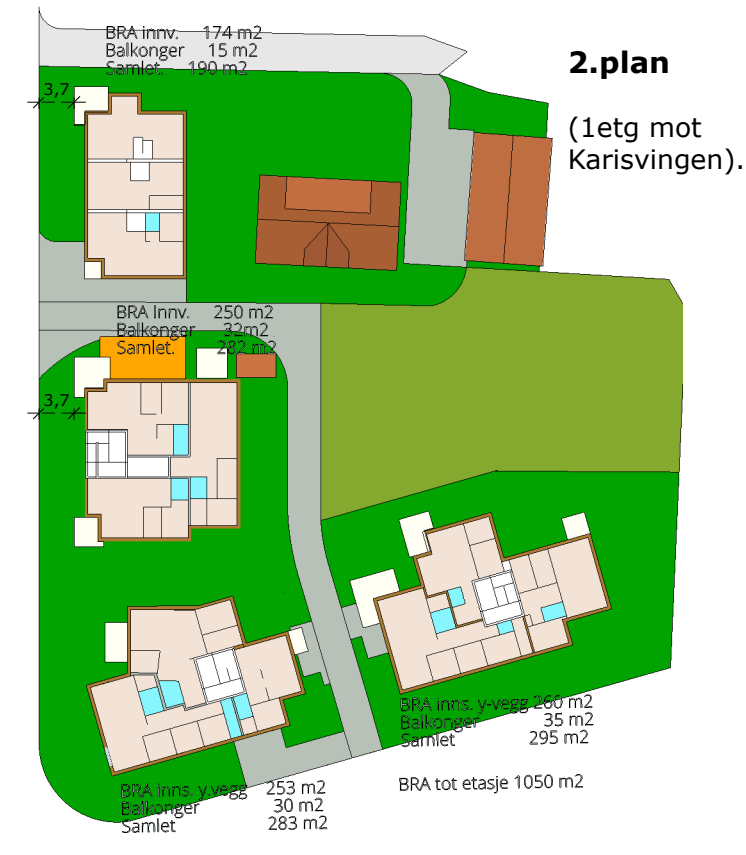 BRA innv. 174 m2
Balkonger 15 m2
Samlet. 190 m2
2.plan
(1etg mot
Karisvingen).
3,7
BRA Innv. 250 m2
Balkonger 32m2
Samlet. 282 m2
3,7
BRA inns. y-vegg 260 m2
Balkonger 35 m2
Samlet 295 m2
BRA tot etasje 1050 m2
BRA inns. y.vegg 253 m2
Balkonger 30 m2
Samlet 283 m2